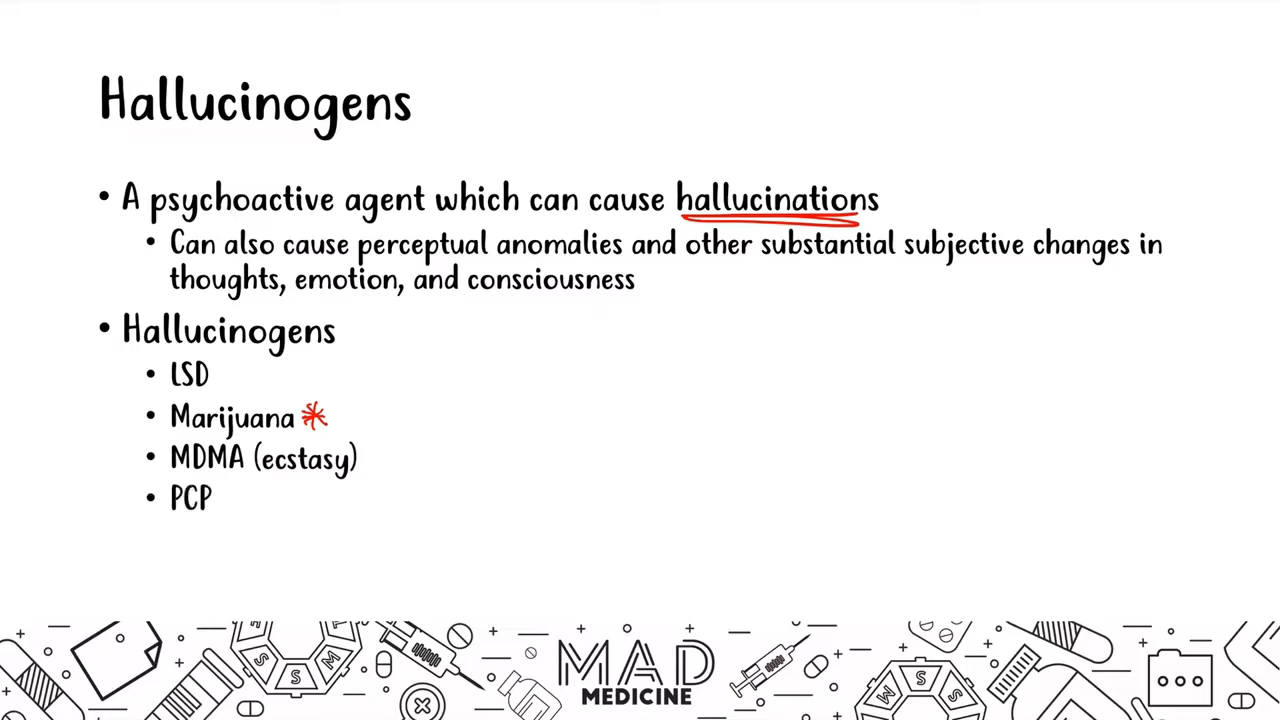 Hallucinogens
• A psychoactive agent which can cause hallucinations
• Can also cause perceptual anomalies and other substantial subjective changes in
thoughts, emotion, and consciousness
• Hallucinogens
• LSD
• Marijuana *
• MDMA (ecstasy)
• PCP
MAD
MEDICINE
S S M
M S S